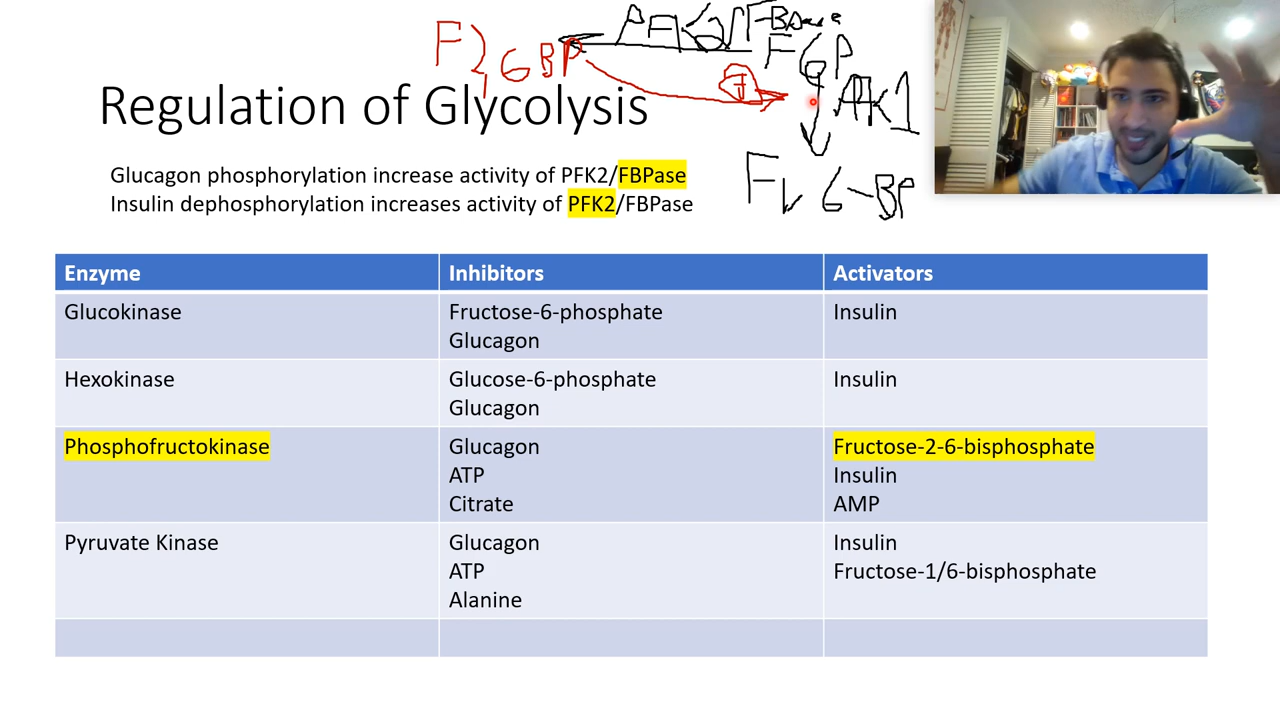 PFK2/FBPase
F2,6BP
F6P
PFK1
F1,6-BP
Regulation of Glycolysis
Glucagon phosphorylation increase activity of PFK2/FBPase
Insulin dephosphorylation increases activity of PFK2/FBPase
Enzyme Inhibitors Activators
Glucokinase Fructose-6-phosphate Insulin
Glucagon
Hexokinase Glucose-6-phosphate Insulin
Glucagon
Phosphofructokinase Glucagon Fructose-2-6-bisphosphate
ATP Insulin
Citrate AMP
Pyruvate Kinase Glucagon Insulin
ATP Fructose-1/6-bisphosphate
Alanine